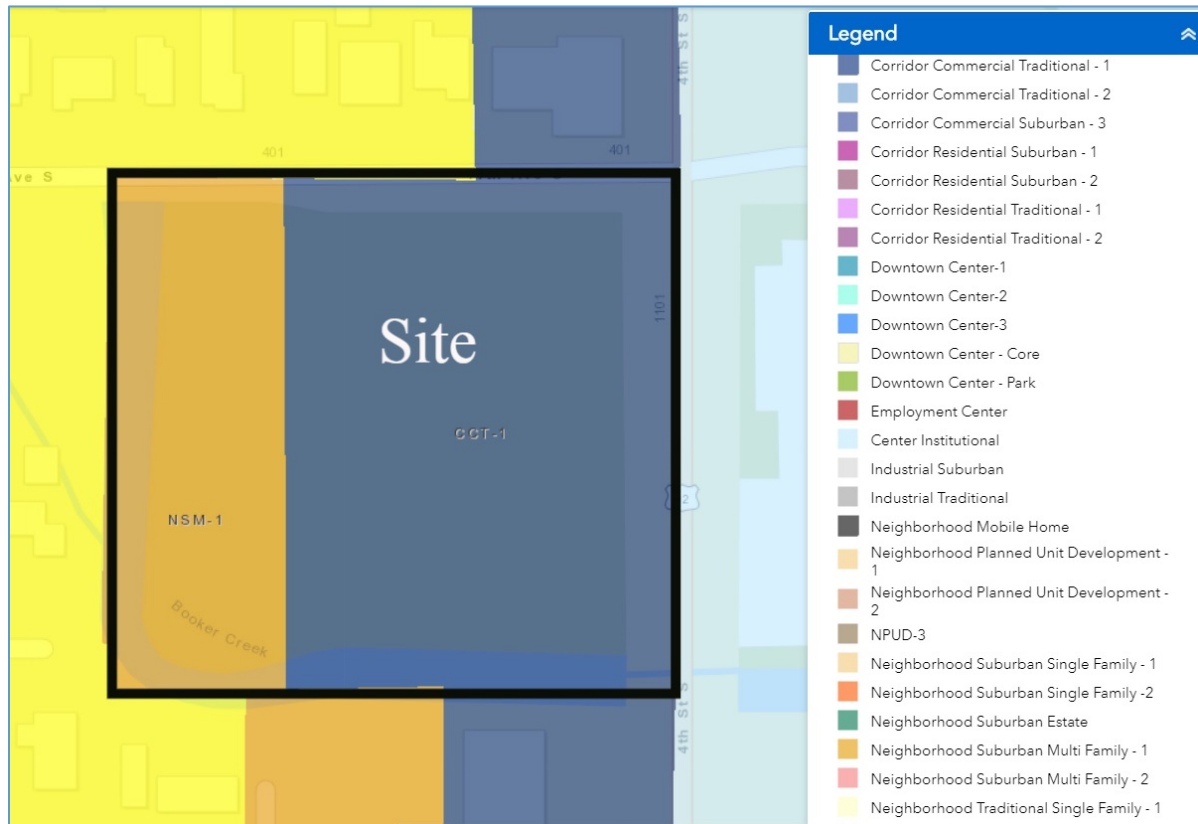 4th St S
401
401
ve S
Site
1101
CCT-1
NSM-1
Booker Creek
4th St S
Legend
Corridor Commercial Traditional - 1
Corridor Commercial Traditional - 2
Corridor Commercial Suburban - 3
Corridor Residential Suburban - 1
Corridor Residential Suburban - 2
Corridor Residential Traditional - 1
Corridor Residential Traditional - 2
Downtown Center-1
Downtown Center-2
Downtown Center-3
Downtown Center - Core
Downtown Center - Park
Employment Center
Center Institutional
Industrial Suburban
Industrial Traditional
Neighborhood Mobile Home
Neighborhood Planned Unit Development -
1
Neighborhood Planned Unit Development -
2
NPUD-3
Neighborhood Suburban Single Family - 1
Neighborhood Suburban Single Family -2
Neighborhood Suburban Estate
Neighborhood Suburban Multi Family - 1
Neighborhood Suburban Multi Family - 2
Neighborhood Traditional Single Family - 1